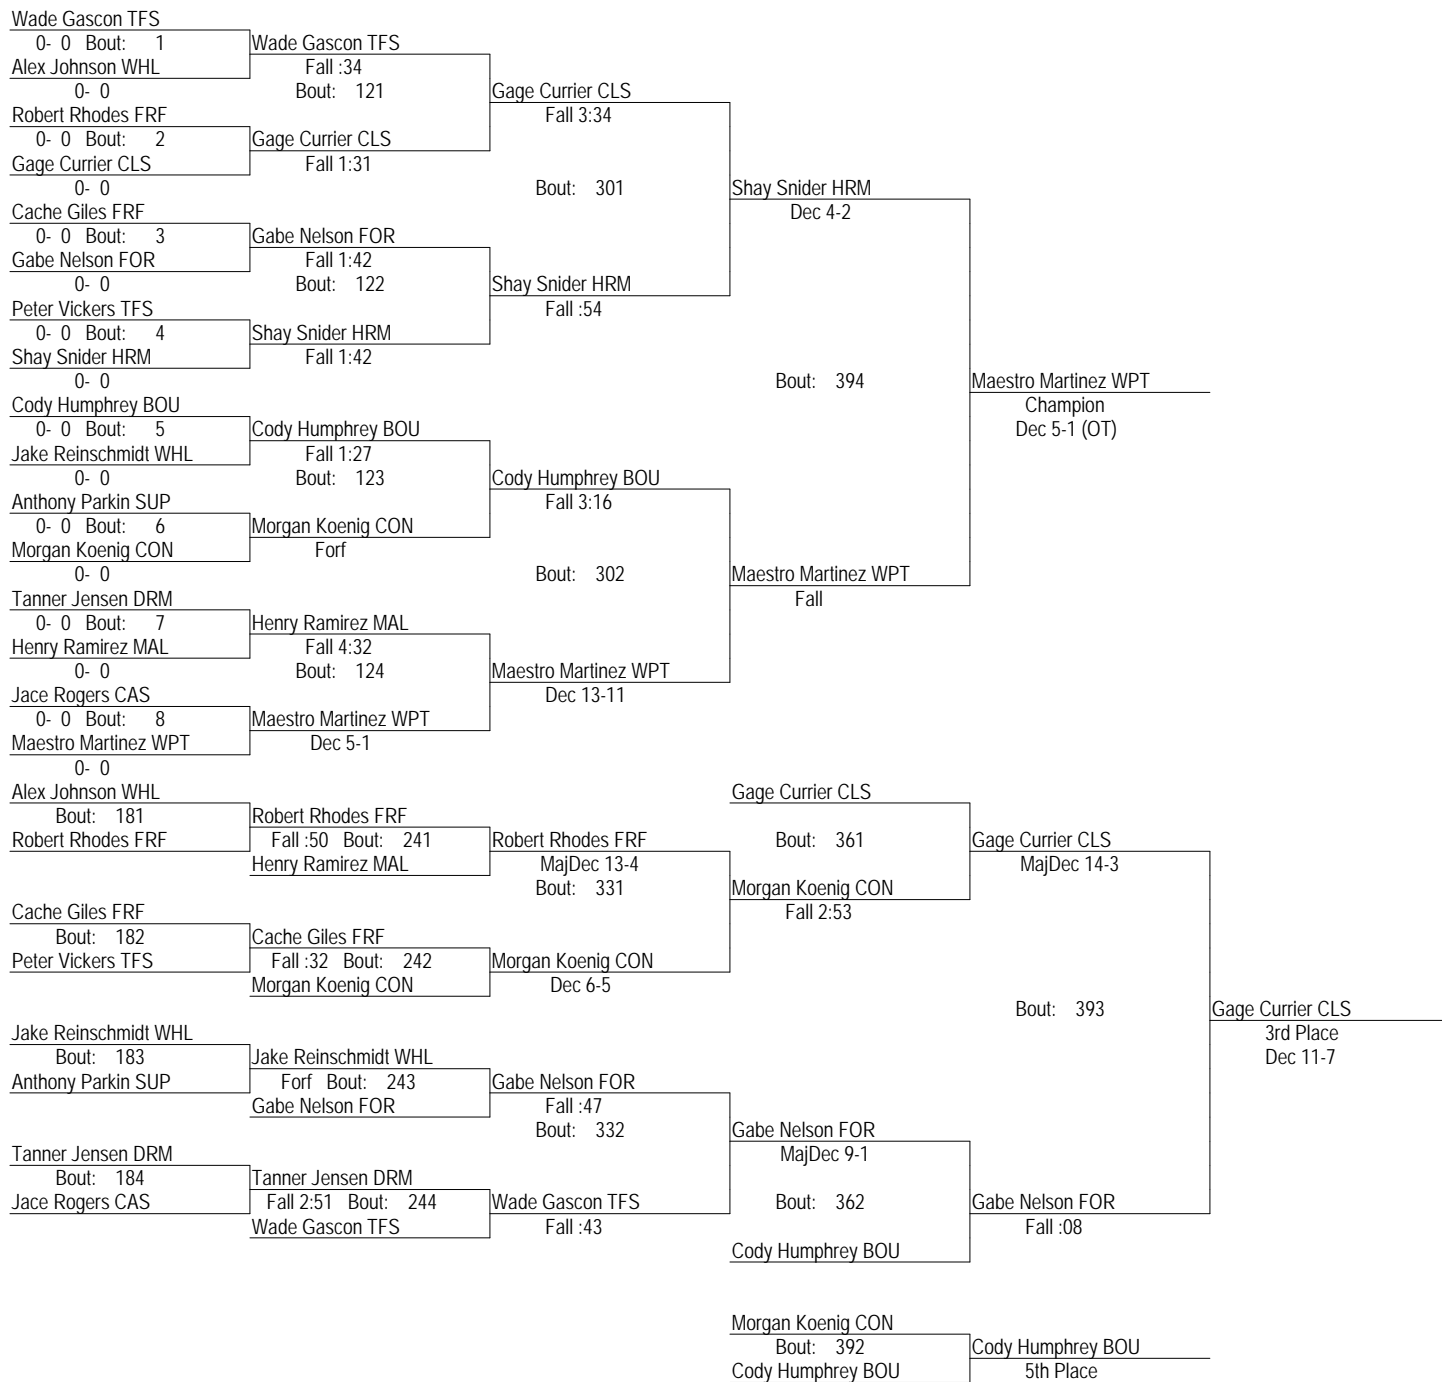 Wade Gascon TFS
0- 0 Bout: 1 Wade Gascon TFS
Alex Johnson WHL Fall :34
0- 0 Bout: 121 Gage Currier CLS
Robert Rhodes FRF Fall 3:34
0- 0 Bout: 2 Gage Currier CLS
Gage Currier CLS Fall 1:31
0- 0 Bout: 301 Shay Snider HRM
Cache Giles FRF Dec 4-2
0- 0 Bout: 3 Gabe Nelson FOR
Gabe Nelson FOR Fall 1:42
0- 0 Bout: 122 Shay Snider HRM
Peter Vickers TFS Fall :54
0- 0 Bout: 4 Shay Snider HRM
Shay Snider HRM Fall 1:42
0- 0 Bout: 394 Maestro Martinez WPT
Cody Humphrey BOU Champion
0- 0 Bout: 5 Cody Humphrey BOU Dec 5-1 (OT)
Jake Reinschmidt WHL Fall 1:27
0- 0 Bout: 123 Cody Humphrey BOU
Anthony Parkin SUP Fall 3:16
0- 0 Bout: 6 Morgan Koenig CON
Morgan Koenig CON Forf
0- 0 Bout: 302 Maestro Martinez WPT
Tanner Jensen DRM Fall
0- 0 Bout: 7 Henry Ramirez MAL
Henry Ramirez MAL Fall 4:32
0- 0 Bout: 124 Maestro Martinez WPT
Jace Rogers CAS Dec 13-11
0- 0 Bout: 8 Maestro Martinez WPT
Maestro Martinez WPT Dec 5-1
0- 0
Alex Johnson WHL Gage Currier CLS
Bout: 181 Robert Rhodes FRF
Robert Rhodes FRF Fall :50 Bout: 241 Robert Rhodes FRF Bout: 361 Gage Currier CLS
Henry Ramirez MAL MajDec 13-4 MajDec 14-3
Bout: 331 Morgan Koenig CON
Cache Giles FRF Fall 2:53
Bout: 182 Cache Giles FRF
Peter Vickers TFS Fall :32 Bout: 242 Morgan Koenig CON
Morgan Koenig CON Dec 6-5
Bout: 393 Gage Currier CLS
Jake Reinschmidt WHL 3rd Place
Bout: 183 Jake Reinschmidt WHL Dec 11-7
Anthony Parkin SUP Forf Bout: 243 Gabe Nelson FOR
Gabe Nelson FOR Fall :47
Bout: 332 Gabe Nelson FOR
Tanner Jensen DRM MajDec 9-1
Bout: 184 Tanner Jensen DRM
Jace Rogers CAS Fall 2:51 Bout: 244 Wade Gascon TFS Bout: 362 Gabe Nelson FOR
Wade Gascon TFS Fall :43 Fall :08
Cody Humphrey BOU
Morgan Koenig CON
Bout: 392 Cody Humphrey BOU
Cody Humphrey BOU 5th Place